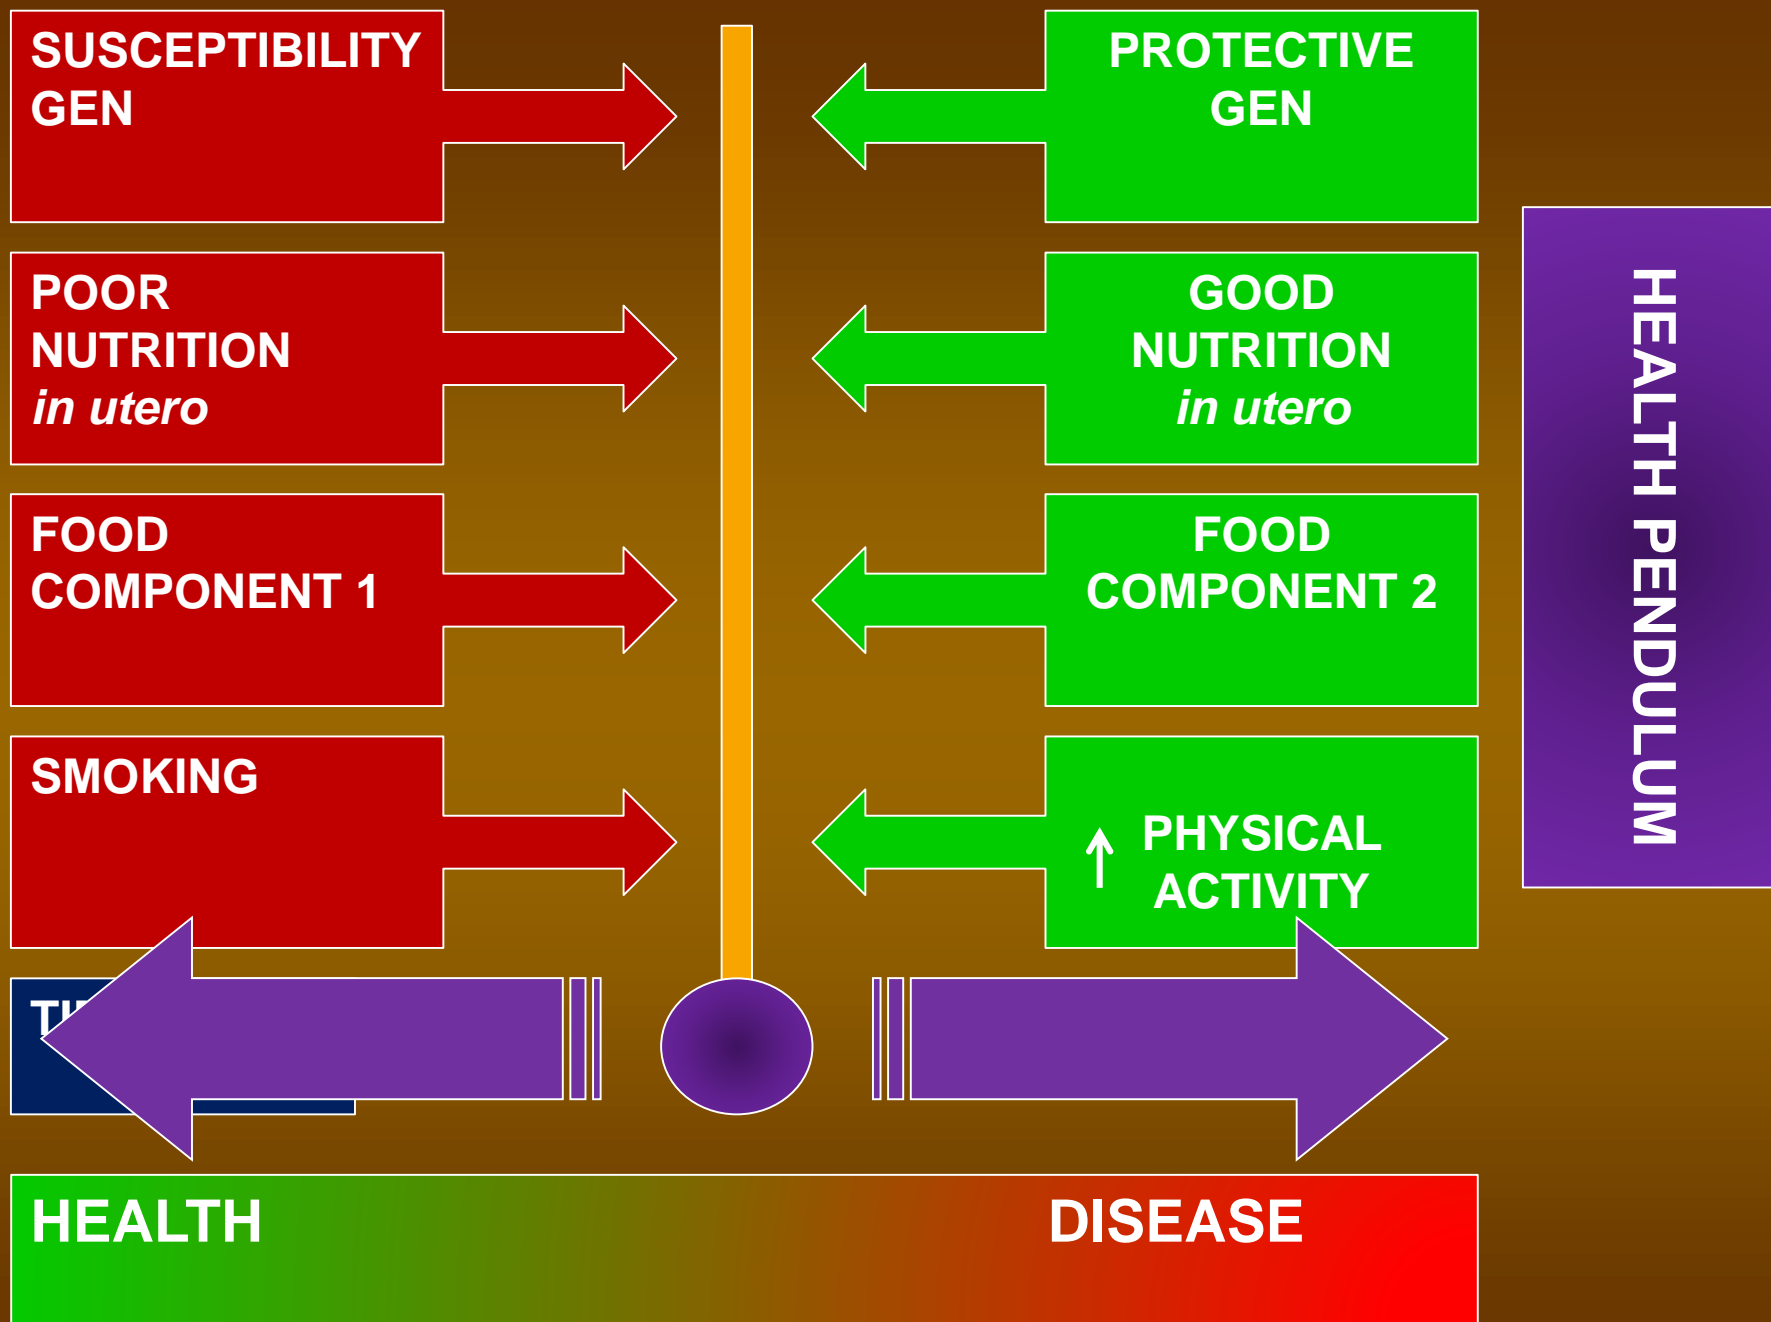 SUSCEPTIBILITY
GEN
PROTECTIVE
GEN
POOR
NUTRITION
in utero
GOOD
NUTRITION
in utero
FOOD
COMPONENT 1
FOOD
COMPONENT 2
SMOKING
↑ PHYSICAL
ACTIVITY
HEALTH
DISEASE
HEALTH PENDULUM